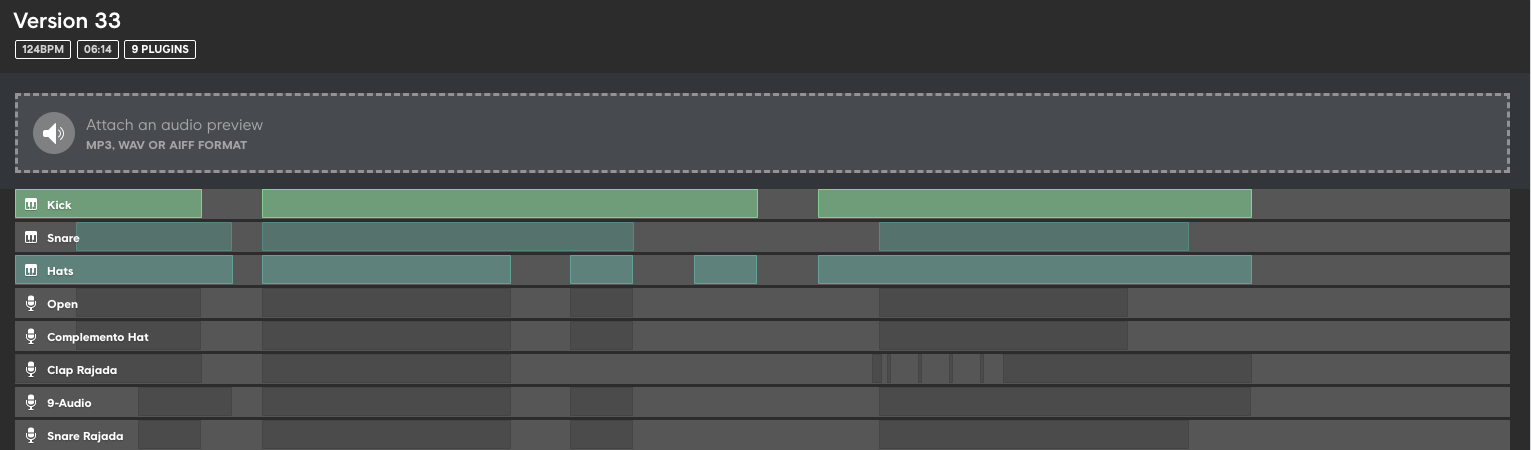 Version 33
124BPM 06:14 9 PLUGINS
Attach an audio preview
MP3, WAV OR AIFF FORMAT
Kick
Snare
Hats
Open
Complemento Hat
Clap Rajada
9-Audio
Snare Rajada